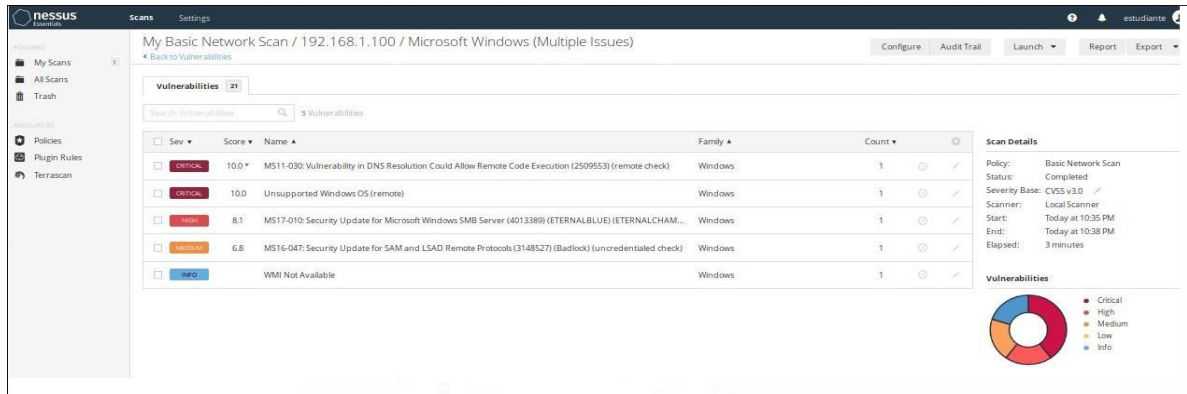 nessus
Essentials
Scans Settings
estudiante
FOLDERS
My Scans 1
All Scans
Trash
RESOURCES
Policies
Plugin Rules
Terrascan
My Basic Network Scan / 192.168.1.100 / Microsoft Windows (Multiple Issues)
Back to Vulnerabilities
Configure Audit Trail Launch Report Export
Vulnerabilities 21
Search Vulnerabilities
5 Vulnerabilities
Sev Score Name Family Count
CRITICAL 10.0 * MS11-030: Vulnerability in DNS Resolution Could Allow Remote Code Execution (2509553) (remote check) Windows 1
CRITICAL 10.0 Unsupported Windows OS (remote) Windows 1
HIGH 8.1 MS17-010: Security Update for Microsoft Windows SMB Server (4013389) (ETERNALBLUE) (ETERNALCHAM... Windows 1
MEDIUM 6.8 MS16-047: Security Update for SAM and LSAD Remote Protocols (3148527) (Badlock) (uncredentialed check) Windows 1
INFO WMI Not Available Windows 1
Scan Details
Policy: Basic Network Scan
Status: Completed
Severity Base: CVSS v3.0
Scanner: Local Scanner
Start: Today at 10:35 PM
End: Today at 10:38 PM
Elapsed: 3 minutes
Vulnerabilities
Critical
High
Medium
Low
Info